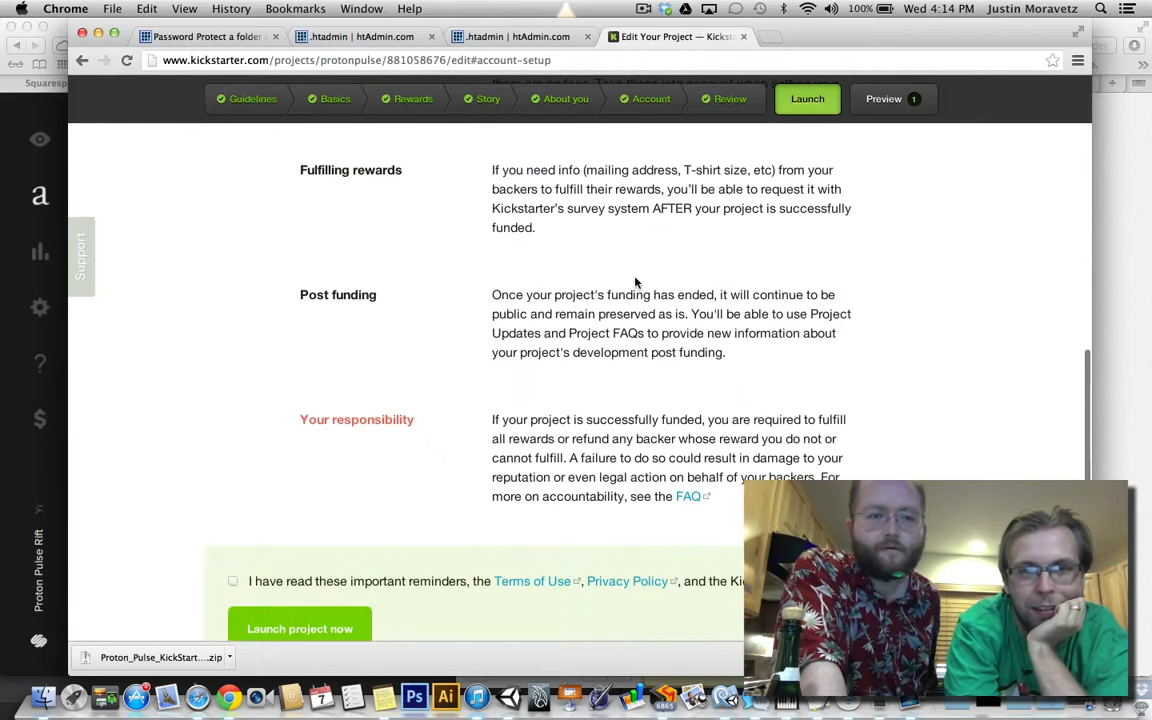 Chrome File Edit View History Bookmarks Window Help 100% Wed 4:14 PM Justin Moravetz
Password Protect a folder .htadmin | htAdmin.com .htadmin | htAdmin.com Edit Your Project — Kickst
www.kickstarter.com/projects/protonpulse/881058676/edit#account-setup
Squaresp
Guidelines Basics Rewards Story About you Account Review Launch Preview 1
Fulfilling rewards
If you need info (mailing address, T-shirt size, etc) from your
backers to fulfill their rewards, you'll be able to request it with
Kickstarter's survey system AFTER your project is successfully
funded.
Support
Post funding
Once your project's funding has ended, it will continue to be
public and remain preserved as is. You'll be able to use Project
Updates and Project FAQs to provide new information about
your project's development post funding.
Your responsibility
If your project is successfully funded, you are required to fulfill
all rewards or refund any backer whose reward you do not or
cannot fulfill. A failure to do so could result in damage to your
reputation or even legal action on behalf of your backers. For
more on accountability, see the FAQ
I have read these important reminders, the Terms of Use, Privacy Policy, and the Ki
Launch project now
Proton Pulse Rift
Proton_Pulse_KickStart....zip